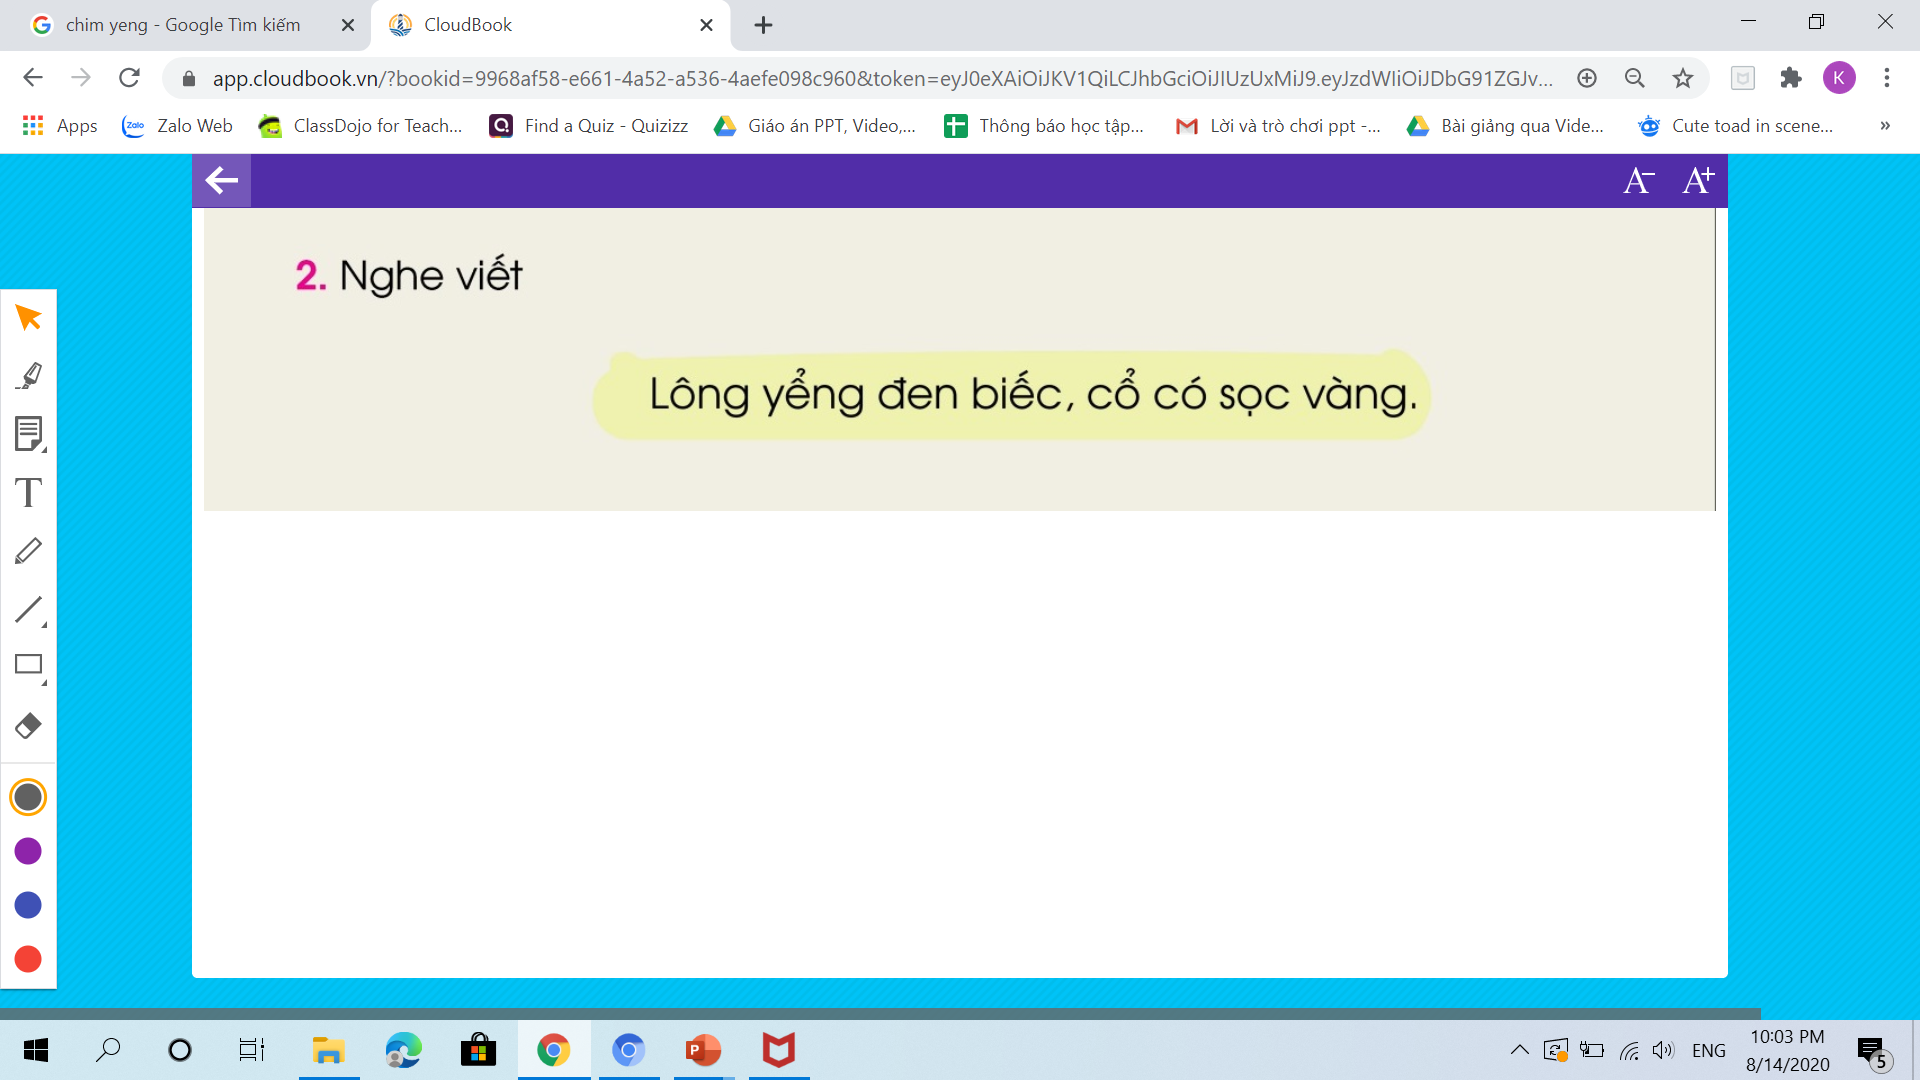 chim yeng - Google Tìm kiếm
CloudBook
app.cloudbook.vn/?bookid=9968af58-e661-4a52-a536-4aefe098c960&token=eyJ0eXAiOiJKV1QiLCJhbGciOiJIUzUxMiJ9.eyJzdWIiOiJDbG91ZGJv...
K
Apps
Zalo Web
ClassDojo for Teach...
Find a Quiz - Quizizz
Giáo án PPT, Video,...
Thông báo học tập...
Lời và trò chơi ppt -...
Bài giảng qua Vide...
Cute toad in scene...
»
A- A+
2. Nghe viết
Lông yểng đen biếc, cổ có sọc vàng.
T
ENG
10:03 PM
8/14/2020
5